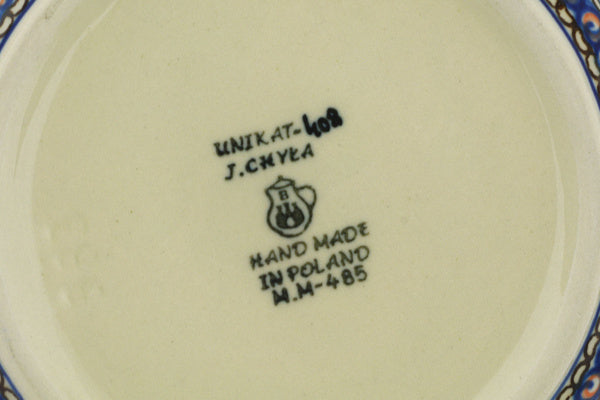 UNIKAT-408
J.CHYŁA
B
HAND MADE
IN POLAND
M.M-485